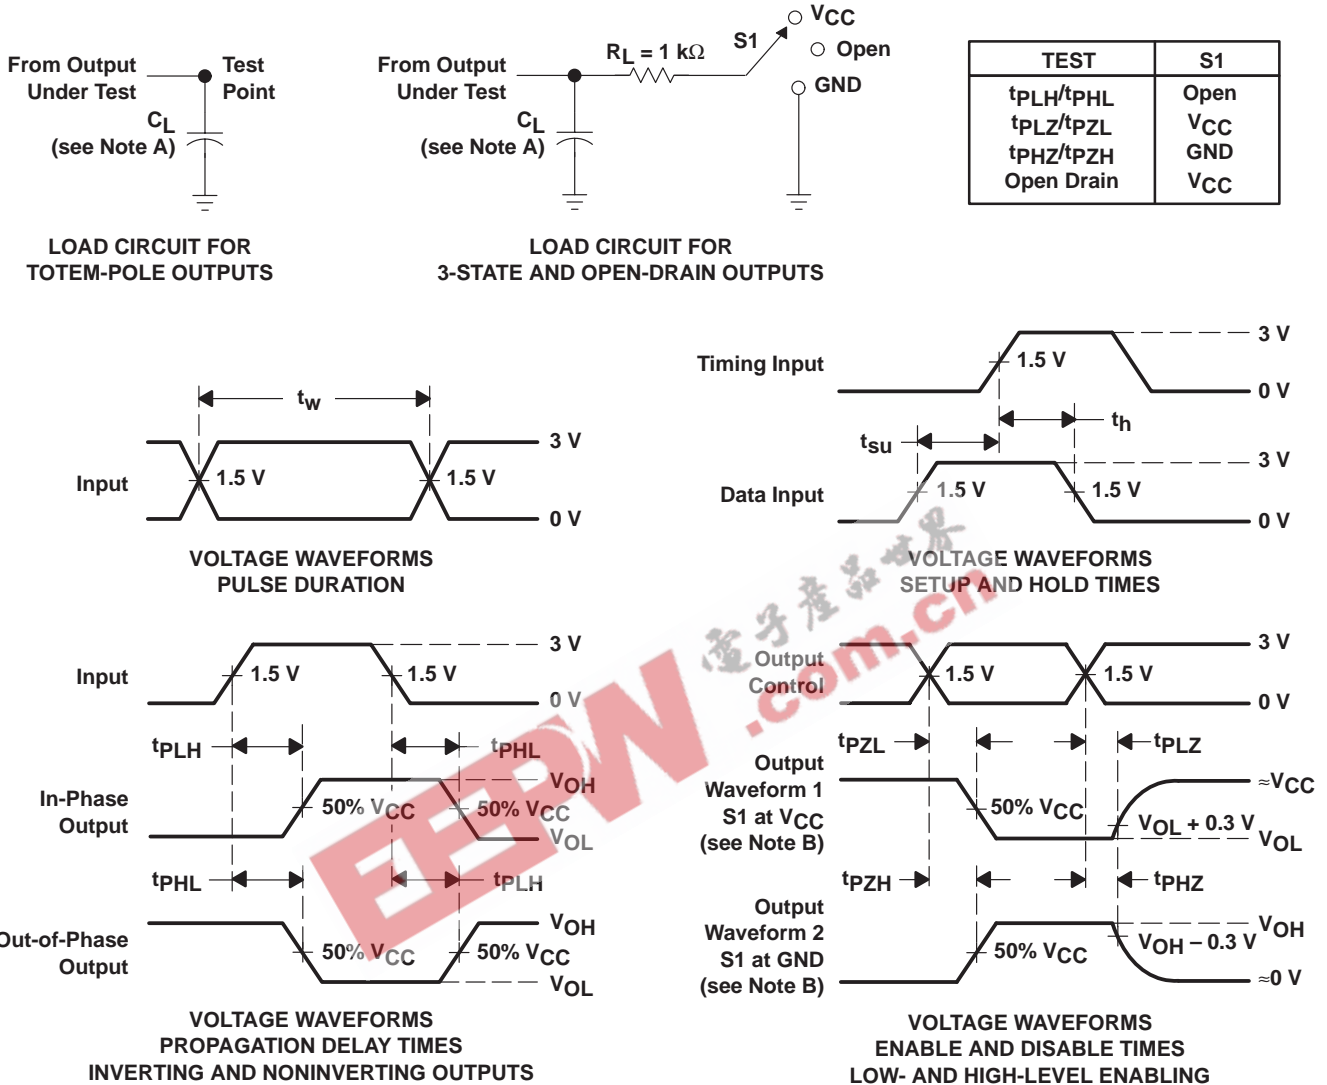 From Output
Under Test
Test
Point
CL
(see Note A)
LOAD CIRCUIT FOR
TOTEM-POLE OUTPUTS
From Output
Under Test
RL = 1 kΩ
S1
VCC
Open
GND
CL
(see Note A)
LOAD CIRCUIT FOR
3-STATE AND OPEN-DRAIN OUTPUTS
TEST S1
tPLH/tPHL Open
tPLZ/tPZL VCC
tPHZ/tPZH GND
Open Drain VCC
tw
Input
1.5 V
1.5 V
3 V
0 V
VOLTAGE WAVEFORMS
PULSE DURATION
Timing Input
1.5 V
3 V
0 V
tsu
th
Data Input
1.5 V
1.5 V
3 V
0 V
VOLTAGE WAVEFORMS
SETUP AND HOLD TIMES
Input
1.5 V
1.5 V
3 V
0 V
tPLH
tPHL
In-Phase
Output
50% VCC
50% VCC
VOH
VOL
tPHL
tPLH
Out-of-Phase
Output
50% VCC
50% VCC
VOH
VOL
VOLTAGE WAVEFORMS
PROPAGATION DELAY TIMES
INVERTING AND NONINVERTING OUTPUTS
Output
Control
1.5 V
1.5 V
3 V
0 V
tPZL
tPLZ
Output
Waveform 1
S1 at VCC
(see Note B)
50% VCC
VOL + 0.3 V
≈VCC
VOL
tPZH
tPHZ
Output
Waveform 2
S1 at GND
(see Note B)
50% VCC
VOH − 0.3 V
VOH
≈0 V
VOLTAGE WAVEFORMS
ENABLE AND DISABLE TIMES
LOW- AND HIGH-LEVEL ENABLING
EEPW
.com.cn
電子產品世界